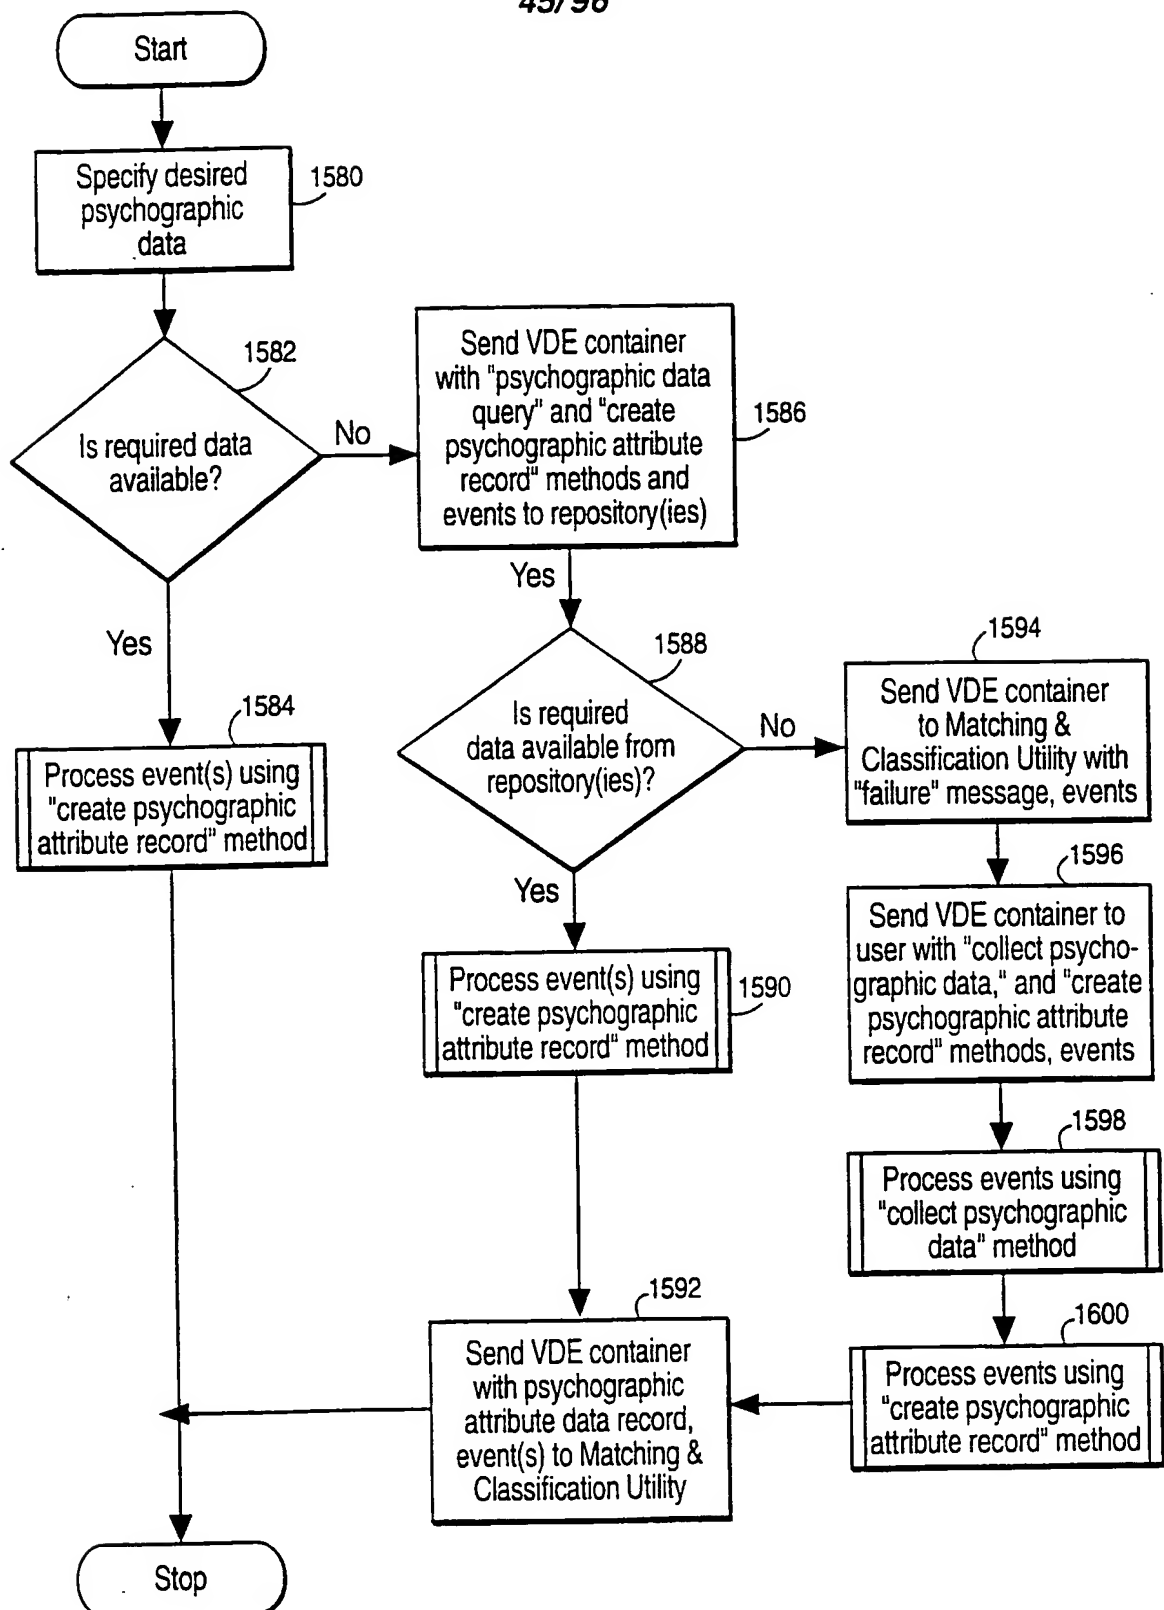 45/96
Start
Specify desired
psychographic
data
1580
1582
Is required data
available?
No
Yes
Send VDE container
with "psychographic data
query" and "create
psychographic attribute
record" methods and
events to repository(ies)
1586
Yes
1584
Process event(s) using
"create psychographic
attribute record" method
1588
Is required
data available from
repository(ies)?
No
Yes
1594
Send VDE container
to Matching &
Classification Utility with
"failure" message, events
1590
Process event(s) using
"create psychographic
attribute record" method
1596
Send VDE container to
user with "collect psycho-
graphic data," and "create
psychographic attribute
record" methods, events
1598
Process events using
"collect psychographic
data" method
1592
Send VDE container
with psychographic
attribute data record,
event(s) to Matching &
Classification Utility
1600
Process events using
"create psychographic
attribute record" method
Stop